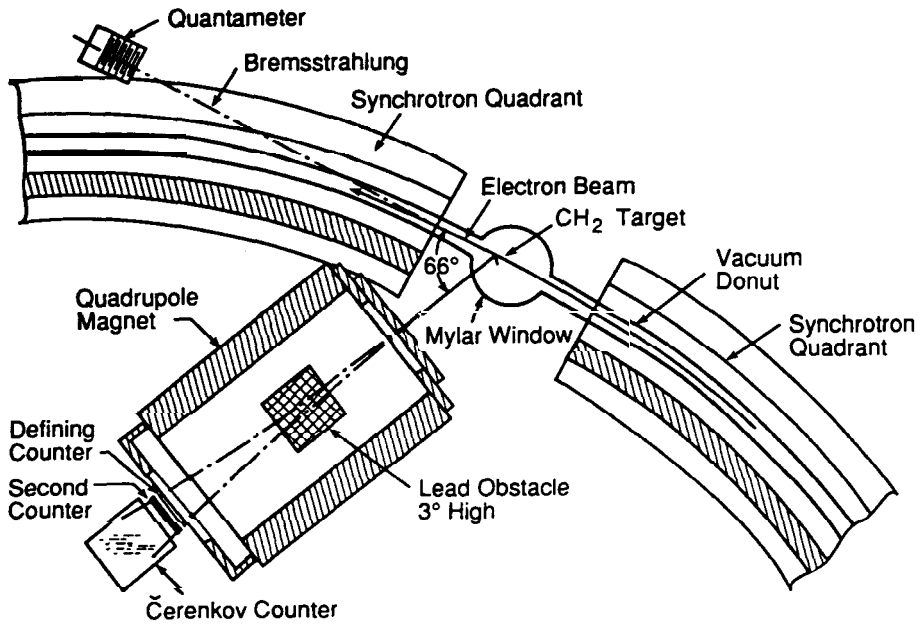 Quantameter
Bremsstrahlung
Synchrotron Quadrant
Electron Beam
CH2 Target
66°
Vacuum
Donut
Quadrupole
Magnet
Mylar Window
Synchrotron
Quadrant
Defining
Counter
Second
Counter
Lead Obstacle
3° High
Čerenkov Counter